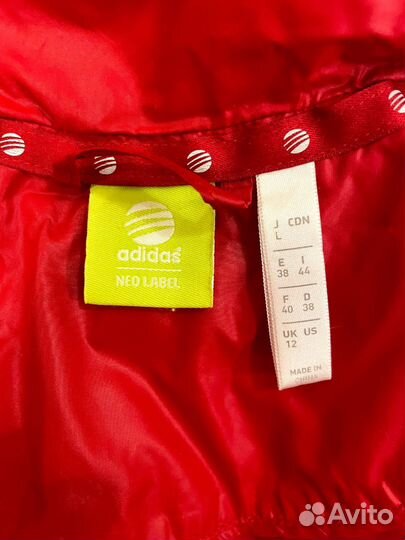 adidas
NEO LABEL
J CDN
L
E I
38 44
F D
40 38
UK US
12
MADE IN
CHINA
Avito